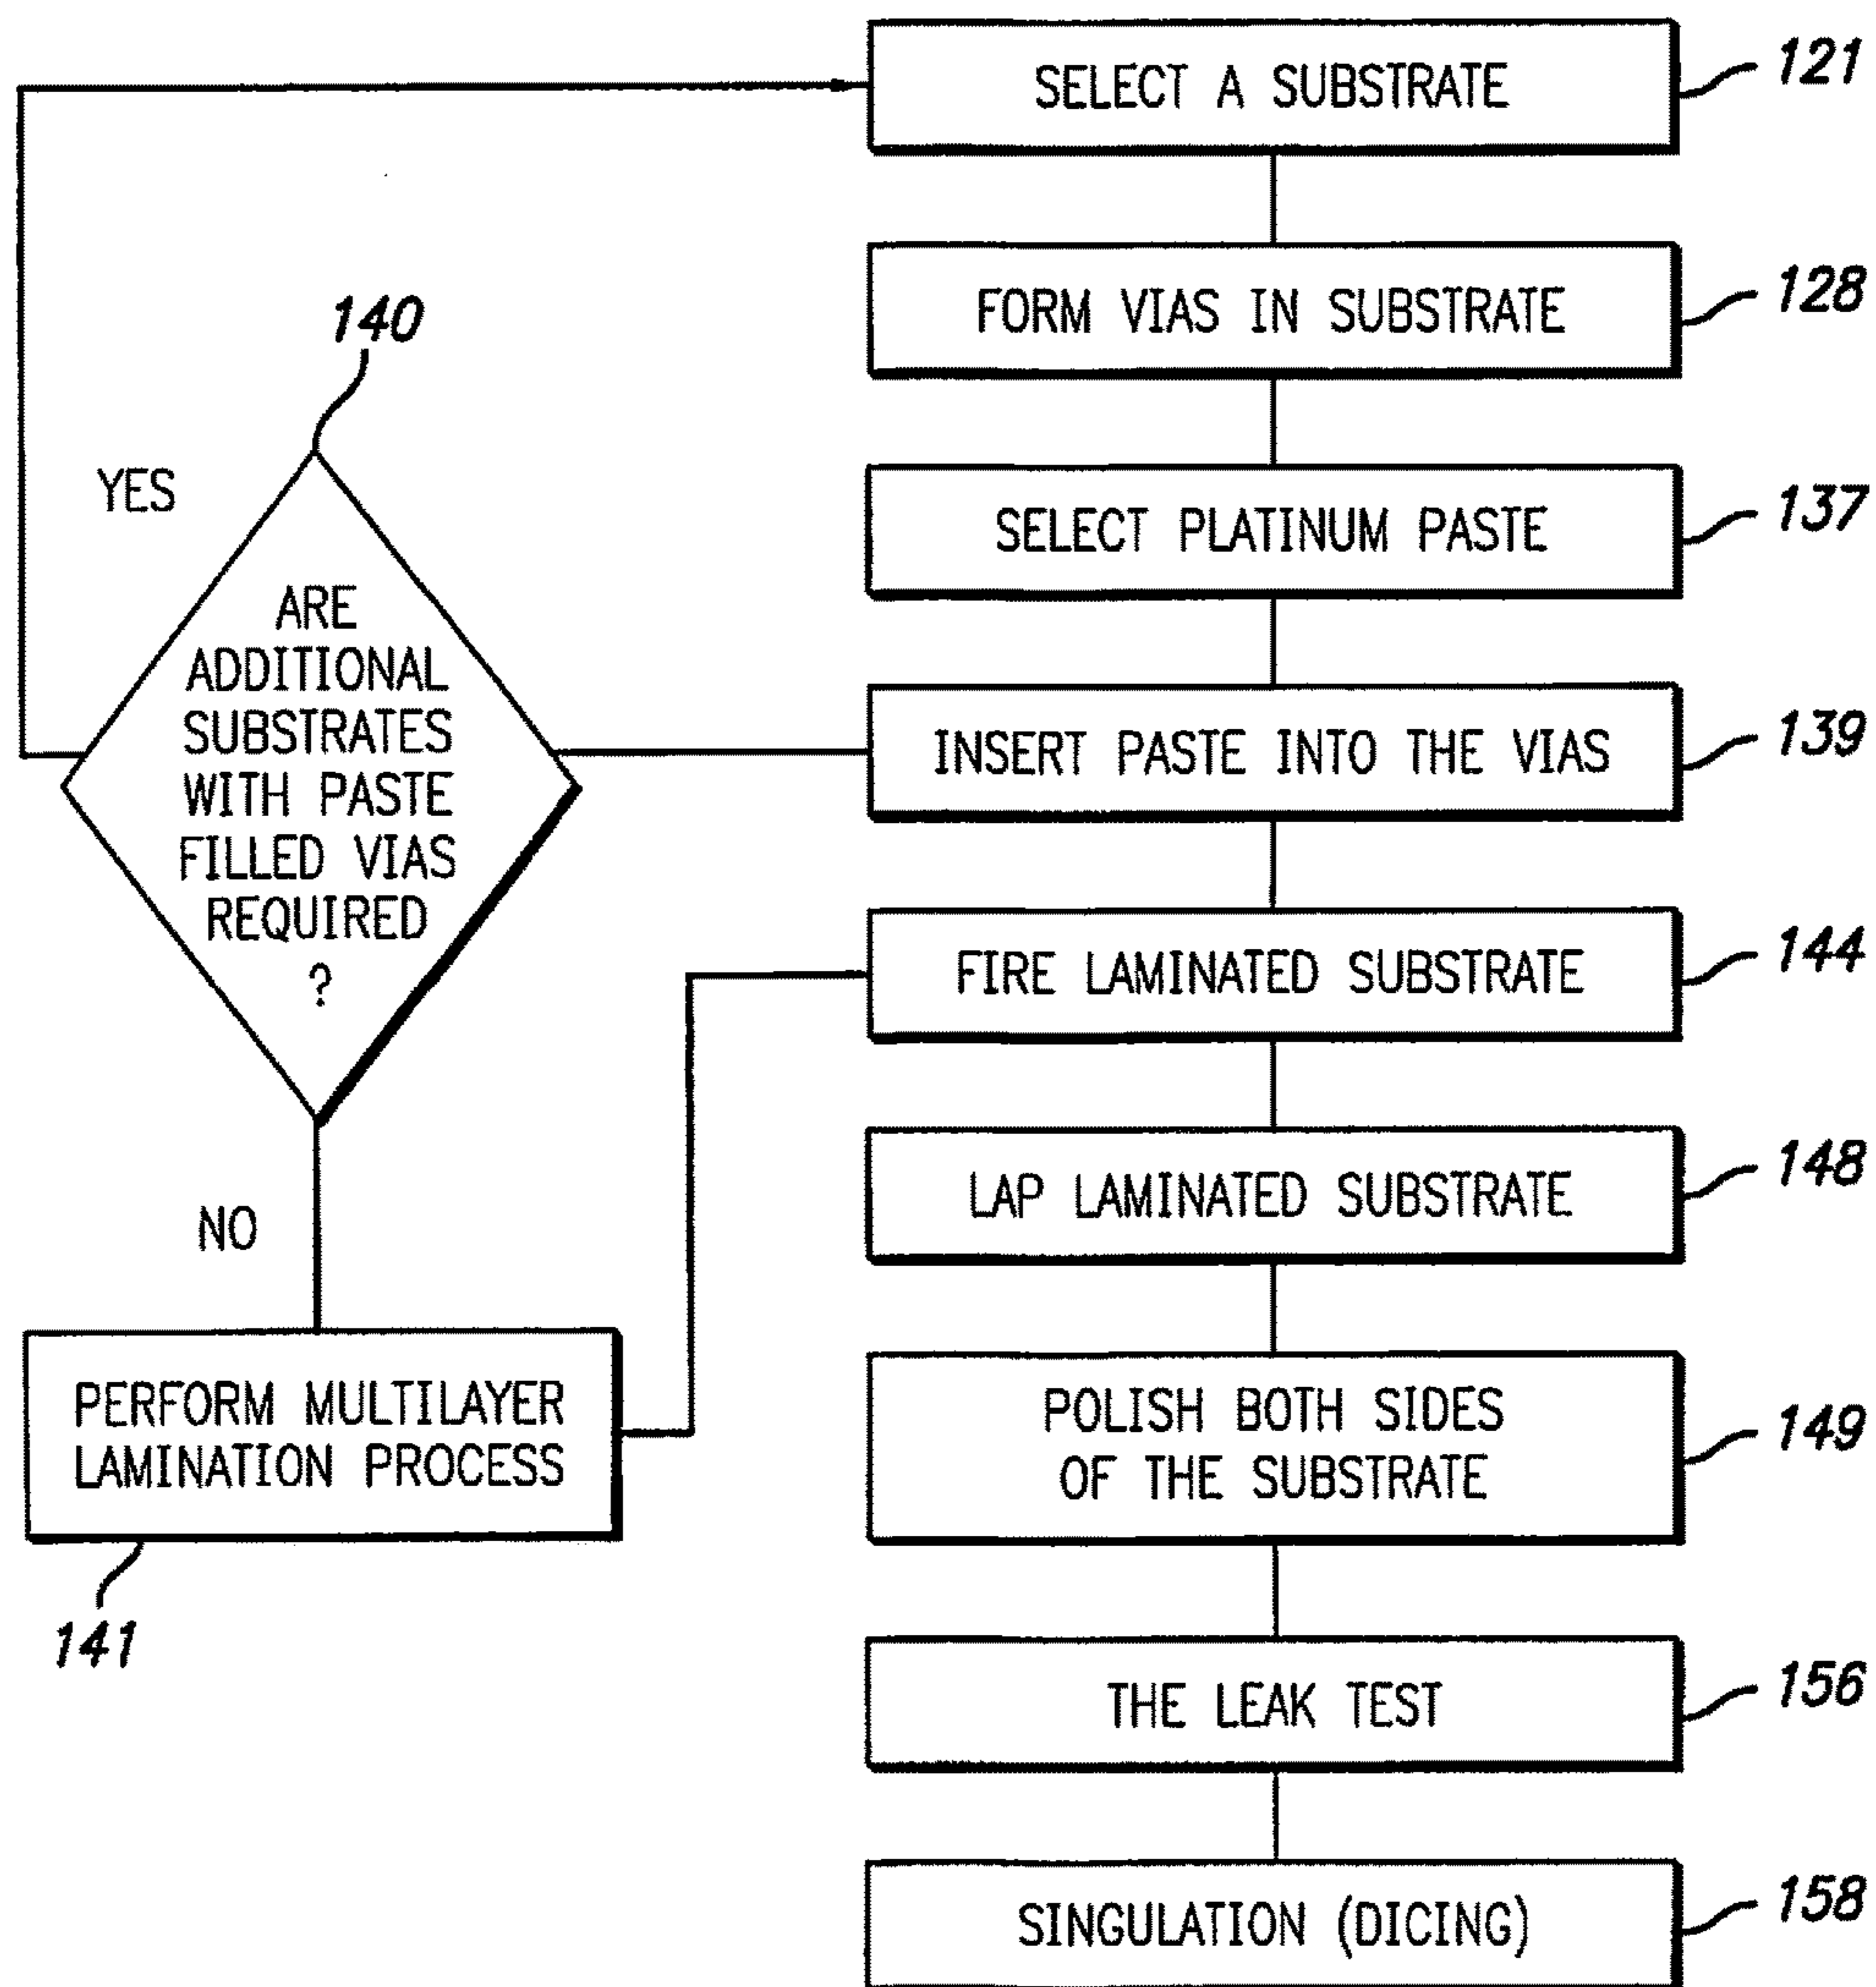 SELECT A SUBSTRATE
121
FORM VIAS IN SUBSTRATE
128
SELECT PLATINUM PASTE
137
INSERT PASTE INTO THE VIAS
139
140
YES
ARE
ADDITIONAL
SUBSTRATES
WITH PASTE
FILLED VIAS
REQUIRED
?
NO
PERFORM MULTILAYER
LAMINATION PROCESS
141
FIRE LAMINATED SUBSTRATE
144
LAP LAMINATED SUBSTRATE
148
POLISH BOTH SIDES
OF THE SUBSTRATE
149
THE LEAK TEST
156
SINGULATION (DICING)
158